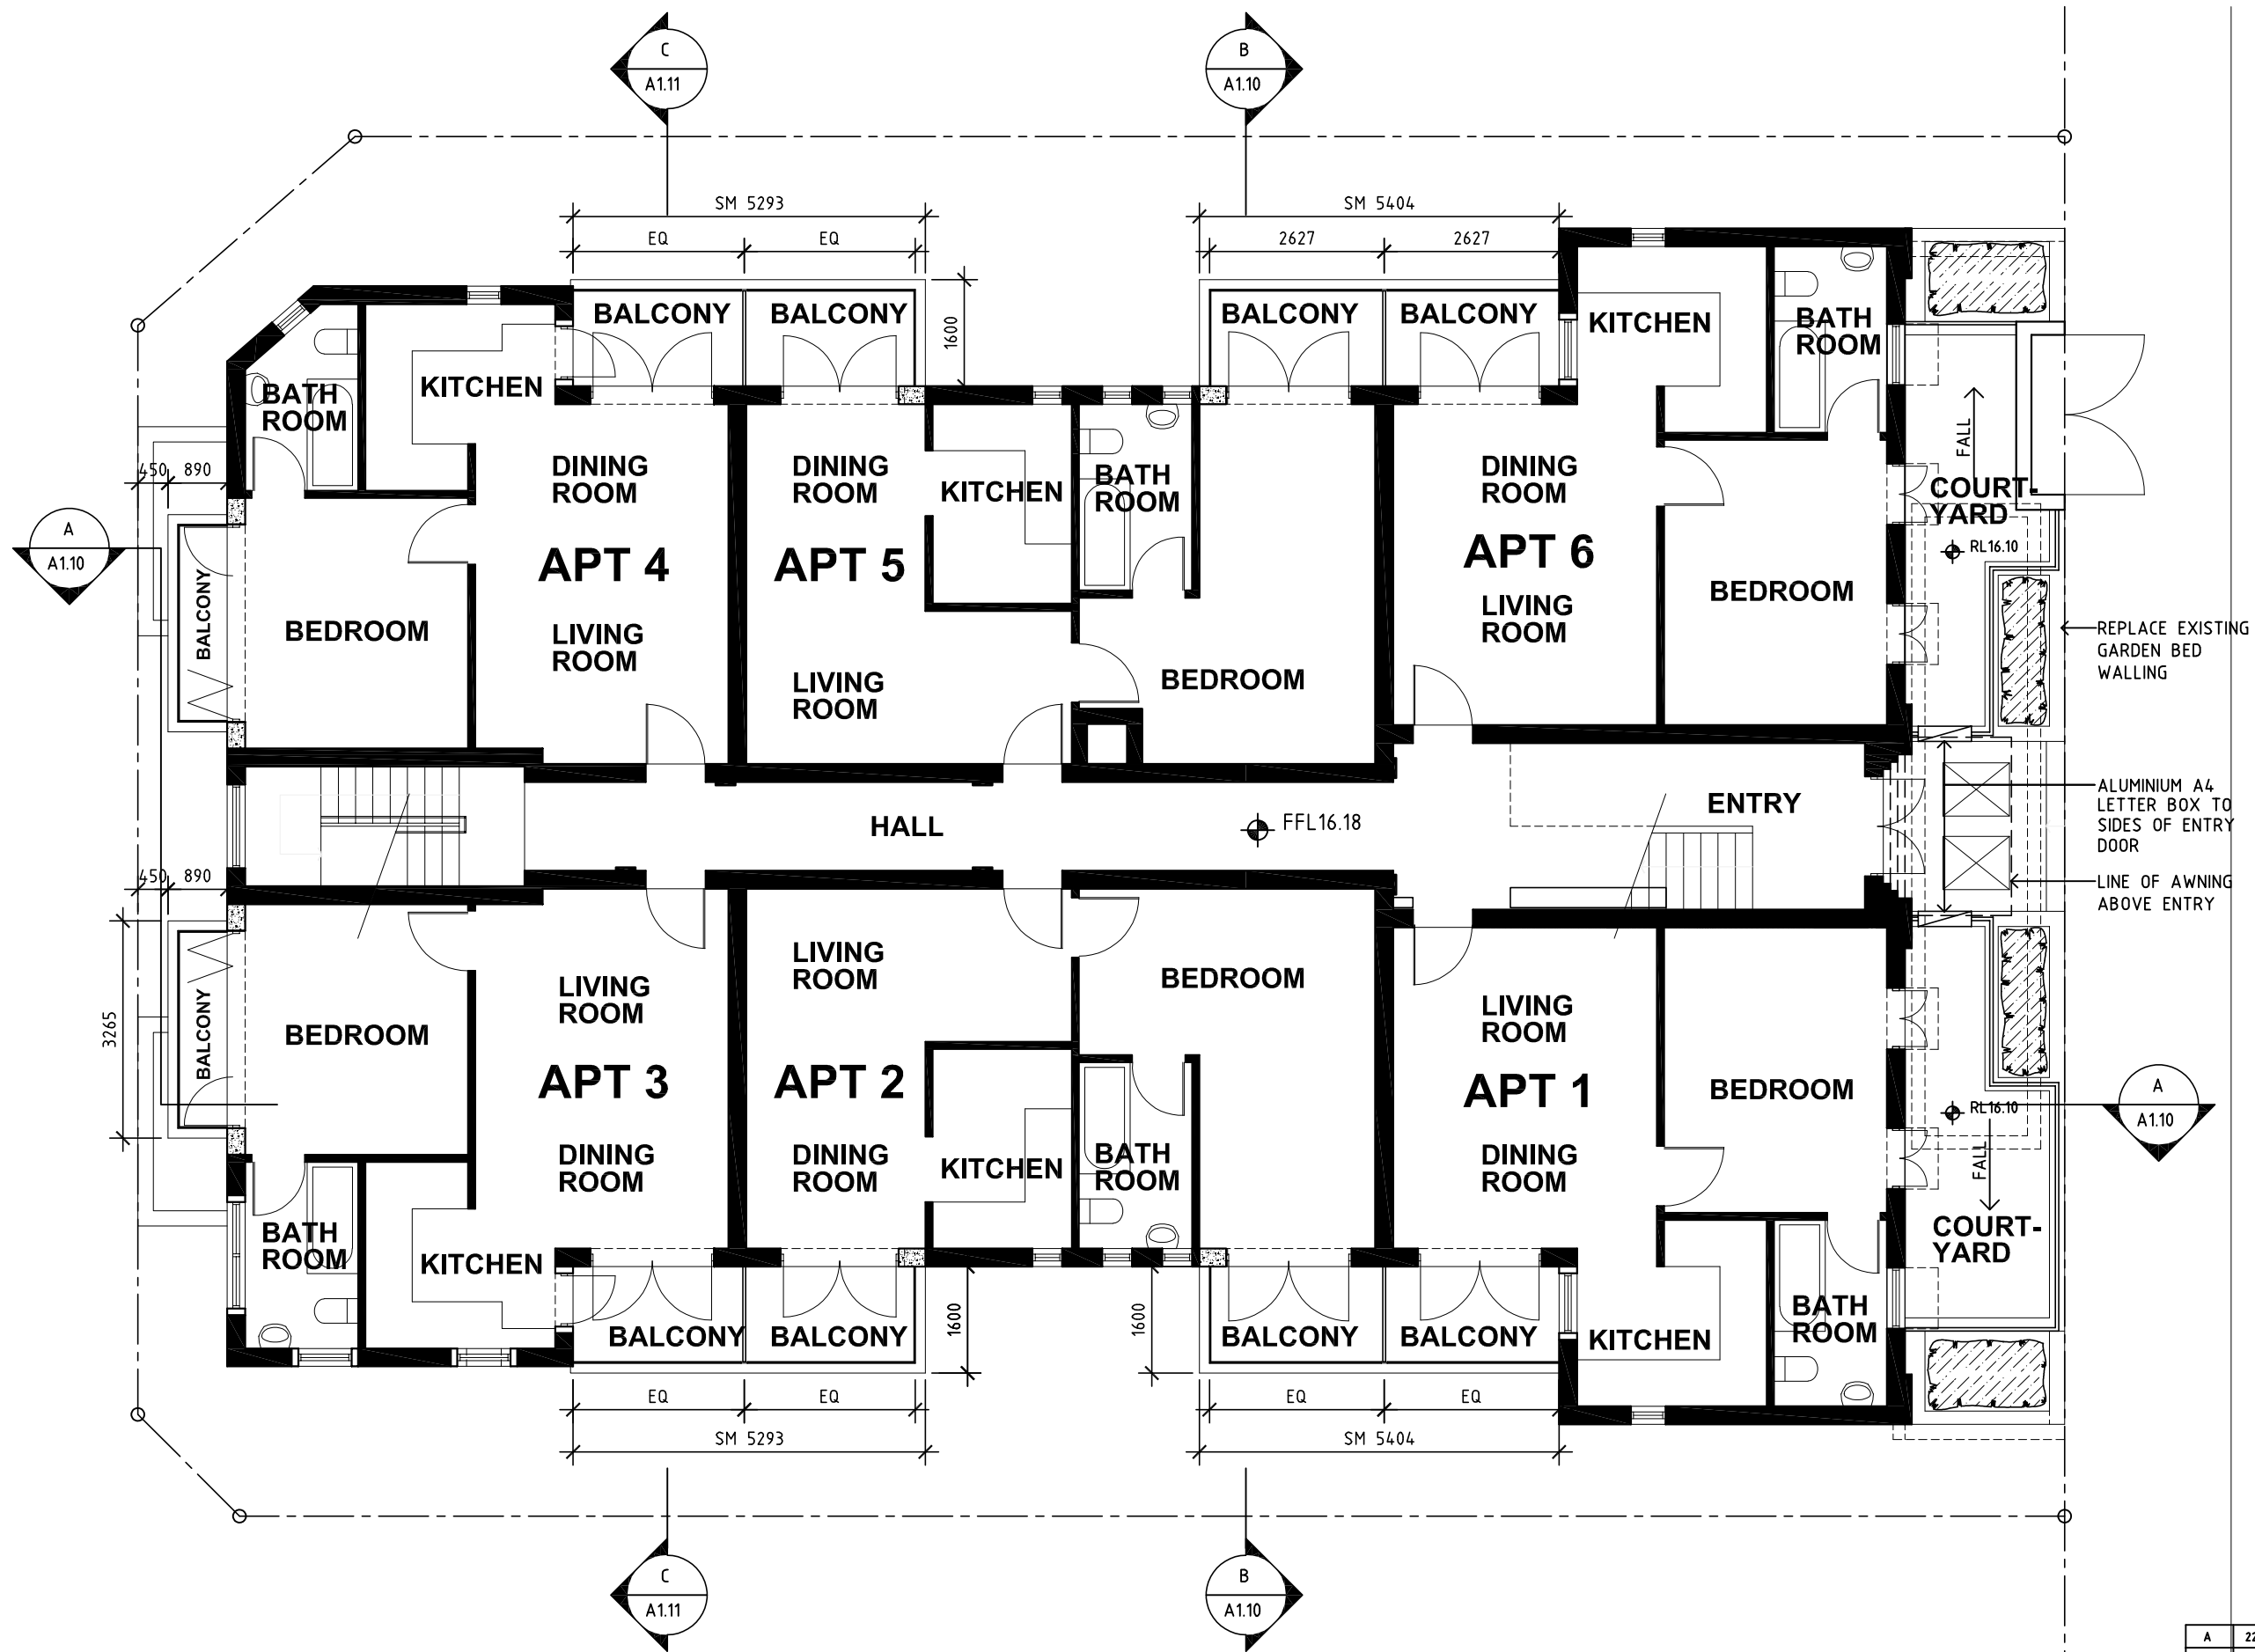 C
A1.11
B
A1.10
SM 5293
SM 5404
EQ
EQ
2627
2627
BALCONY
BALCONY
BALCONY
BALCONY
1600
KITCHEN
BATH
ROOM
KITCHEN
BATH
ROOM
450
890
DINING
ROOM
DINING
ROOM
KITCHEN
BATH
ROOM
DINING
ROOM
FALL
COURT-
YARD
RL16.10
A
A1.10
APT 4
APT 5
APT 6
BALCONY
BEDROOM
LIVING
ROOM
LIVING
ROOM
BEDROOM
LIVING
ROOM
BEDROOM
REPLACE EXISTING
GARDEN BED
WALLING
HALL
FFL16.18
ENTRY
ALUMINIUM A4
LETTER BOX TO
SIDES OF ENTRY
DOOR
LINE OF AWNING
ABOVE ENTRY
450
890
3265
BALCONY
BEDROOM
LIVING
ROOM
LIVING
ROOM
BEDROOM
LIVING
ROOM
BEDROOM
APT 3
APT 2
APT 1
RL16.10
A
A1.10
DINING
ROOM
DINING
ROOM
KITCHEN
BATH
ROOM
DINING
ROOM
FALL
COURT-
YARD
BATH
ROOM
KITCHEN
BALCONY
BALCONY
1600
1600
BALCONY
BALCONY
KITCHEN
BATH
ROOM
EQ
EQ
EQ
EQ
SM 5293
SM 5404
C
A1.11
B
A1.10
A